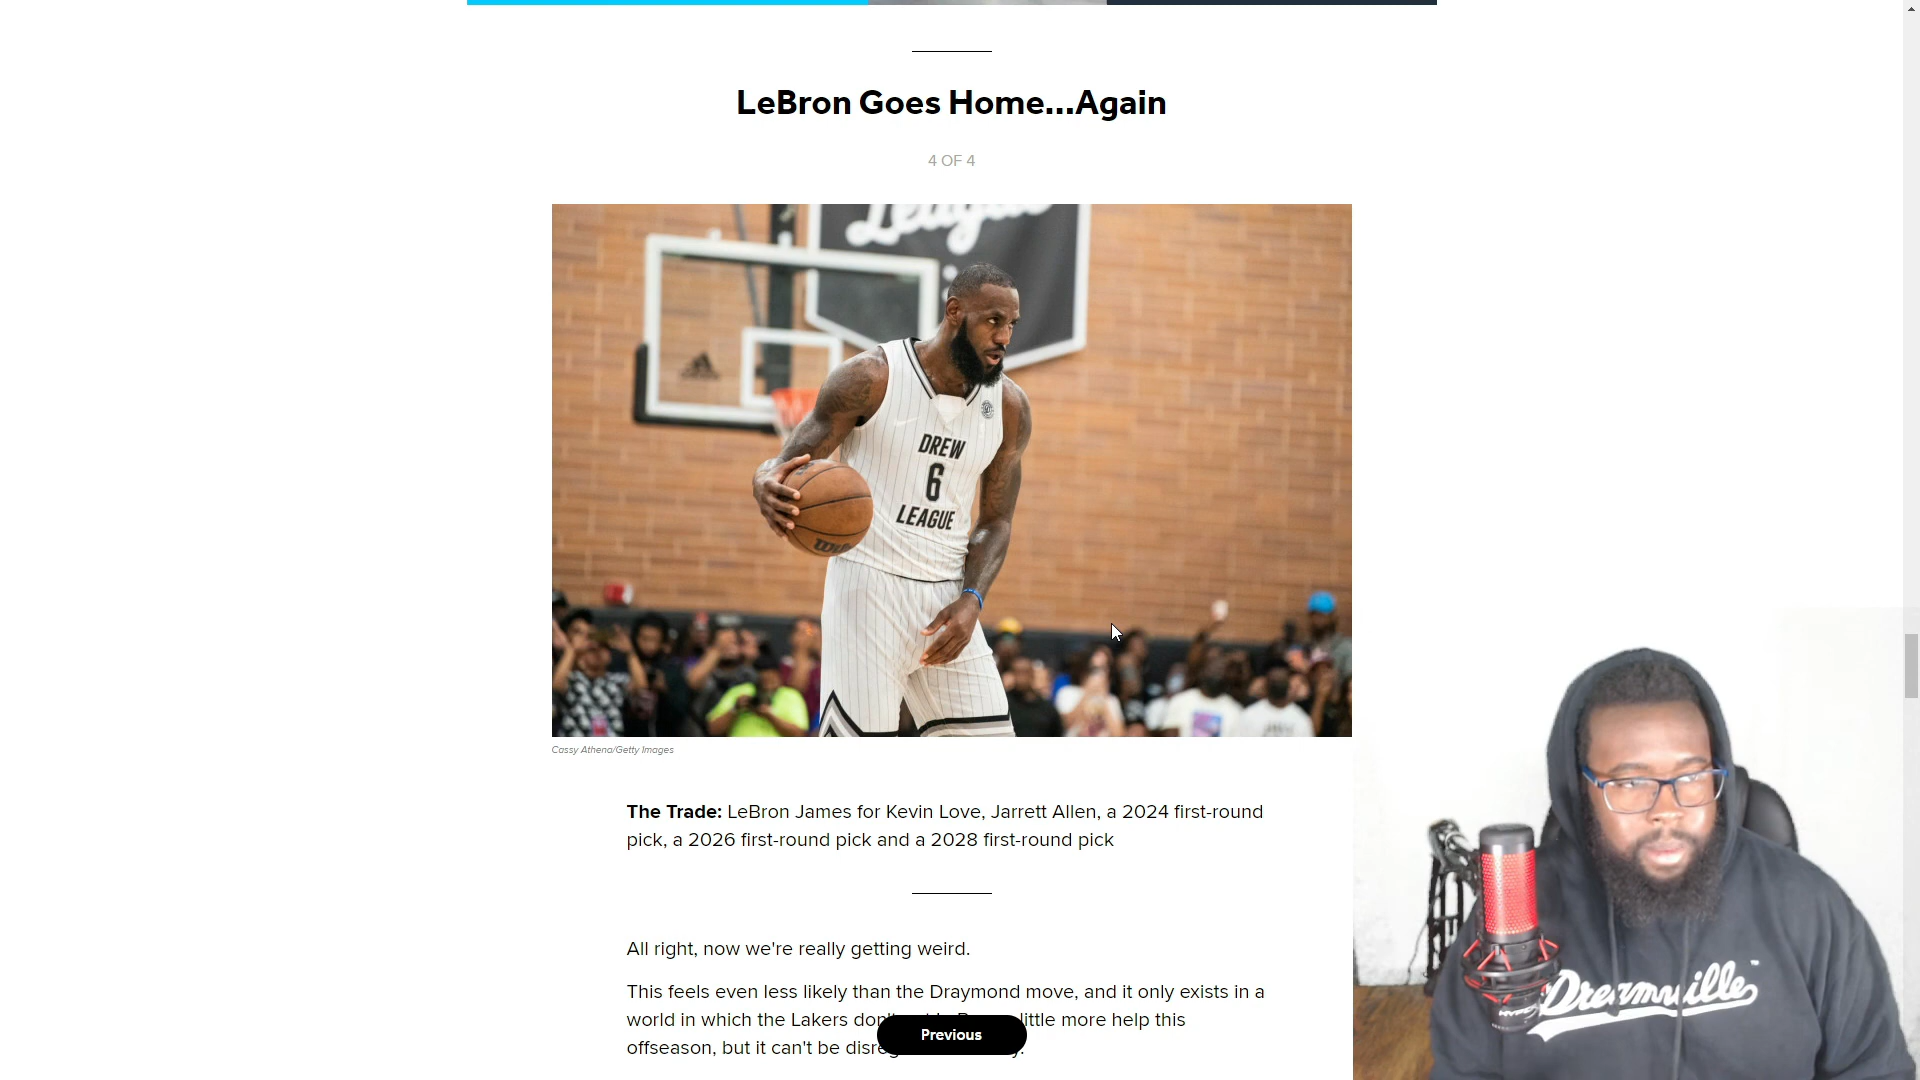 LeBron Goes Home...Again
4 OF 4
League
DREW
6
LEAGUE
Cassy Athena/Getty Images
The Trade: LeBron James for Kevin Love, Jarrett Allen, a 2024 first-round
pick, a 2026 first-round pick and a 2028 first-round pick
All right, now we're really getting weird.
This feels even less likely than the Draymond move, and it only exists in a
world in which the Lakers little more help this
offseason, but it can't be
Previous
Dreamville